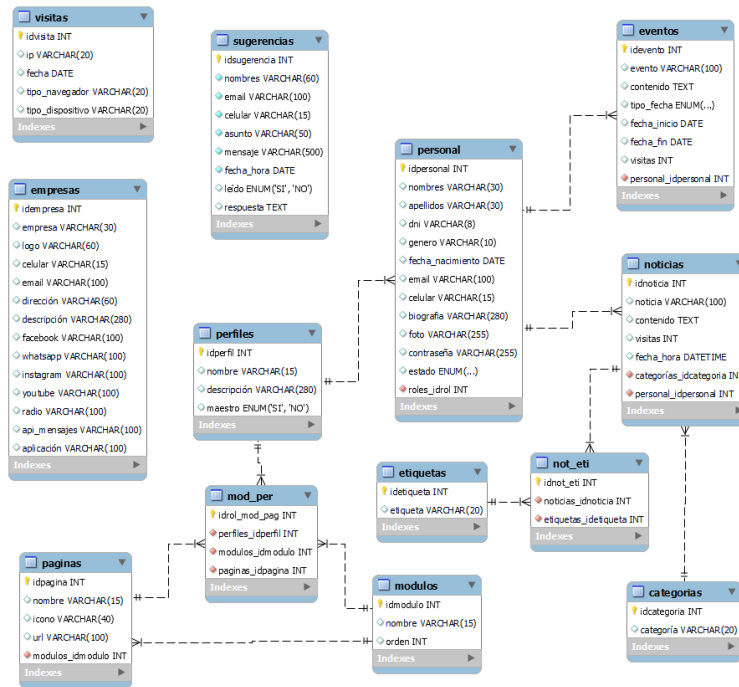 visitas
idvisita INT
ip VARCHAR(20)
fecha DATE
tipo_navegador VARCHAR(20)
tipo_dispositivo VARCHAR(20)
Indexes
sugerencias
idsugerencia INT
nombres VARCHAR(60)
email VARCHAR(100)
celular VARCHAR(15)
asunto VARCHAR(50)
mensaje VARCHAR(500)
fecha_hora DATE
leído ENUM('SI', 'NO')
respuesta TEXT
Indexes
eventos
idevento INT
evento VARCHAR(100)
contenido TEXT
tipo_fecha ENUM(...)
fecha_inicio DATE
fecha_fin DATE
visitas INT
personal_idpersonal INT
Indexes
personal
idpersonal INT
nombres VARCHAR(30)
apellidos VARCHAR(30)
dni VARCHAR(8)
genero VARCHAR(10)
fecha_nacimiento DATE
email VARCHAR(100)
celular VARCHAR(15)
biografia VARCHAR(280)
foto VARCHAR(255)
contraseña VARCHAR(255)
estado ENUM(...)
roles_idrol INT
Indexes
empresas
idempresa INT
empresa VARCHAR(30)
logo VARCHAR(60)
celular VARCHAR(15)
email VARCHAR(100)
dirección VARCHAR(60)
descripción VARCHAR(280)
facebook VARCHAR(100)
whatsapp VARCHAR(100)
instagram VARCHAR(100)
youtube VARCHAR(100)
radio VARCHAR(100)
api_mensajes VARCHAR(100)
aplicación VARCHAR(100)
Indexes
noticias
idnoticia INT
noticia VARCHAR(100)
contenido TEXT
visitas INT
fecha_hora DATETIME
categorías_idcategoria IN
personal_idpersonal INT
Indexes
perfiles
idperfil INT
nombre VARCHAR(15)
descripción VARCHAR(280)
maestro ENUM('SI', 'NO')
Indexes
etiquetas
idetiqueta INT
etiqueta VARCHAR(20)
Indexes
not_eti
idnot_eti INT
noticias_idnoticia INT
etiquetas_idetiqueta INT
Indexes
mod_per
idrol_mod_pag INT
perfiles_idperfil INT
modulos_idmodulo INT
paginas_idpagina INT
Indexes
paginas
idpagina INT
nombre VARCHAR(15)
icono VARCHAR(40)
url VARCHAR(100)
modulos_idmodulo INT
Indexes
modulos
idmodulo INT
nombre VARCHAR(15)
orden INT
Indexes
categorias
idcategoria INT
categoría VARCHAR(20)
Indexes